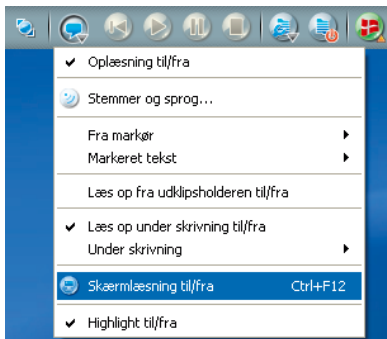 Oplæsning til/fra
Stemmer og sprog...
Fra markør
Markeret tekst
Læs op fra udklipsholderen til/fra
Læs op under skrivning til/fra
Under skrivning
Skærmlæsning til/fra Ctrl+F12
Highlight til/fra